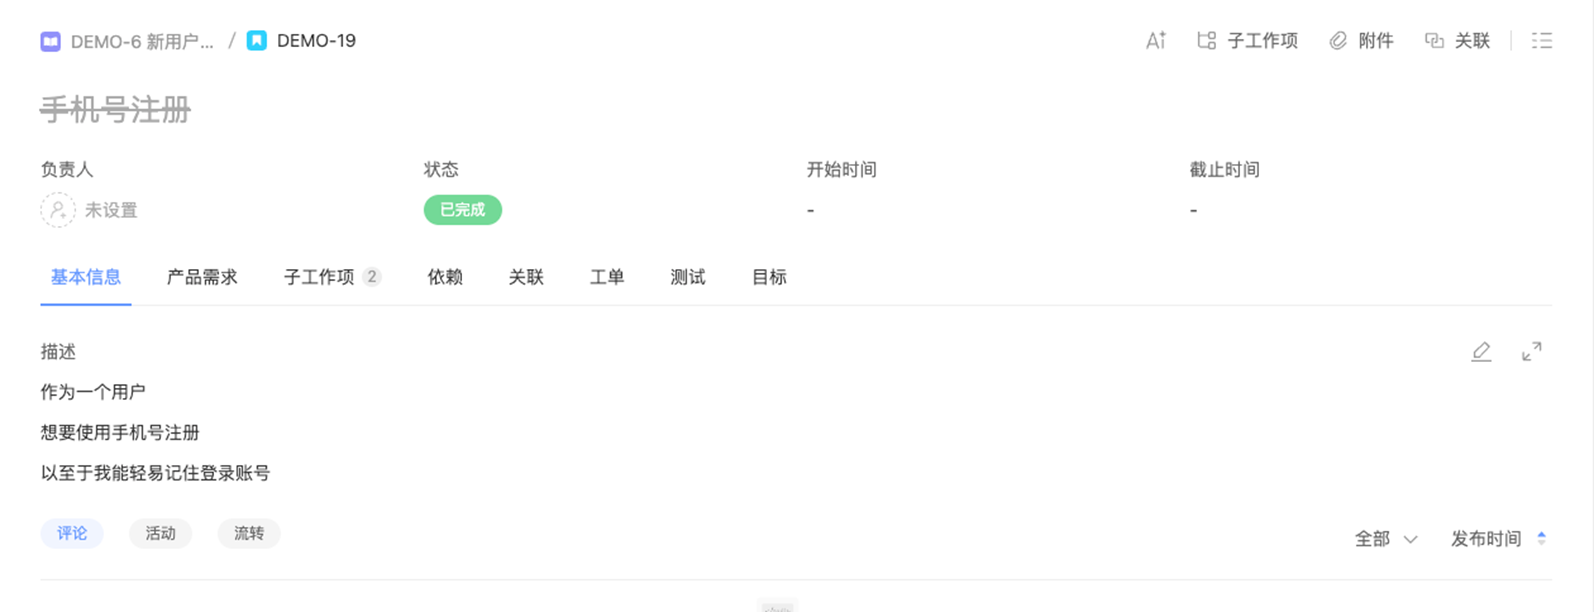 DEMO-6 新用户... / DEMO-19 子工作项 附件 关联
手机号注册
负责人 状态 开始时间 截止时间
未设置 已完成 - -
基本信息 产品需求 子工作项 2 依赖 关联 工单 测试 目标
描述
作为一个用户
想要使用手机号注册
以至于我能轻易记住登录账号
评论 活动 流转 全部 发布时间